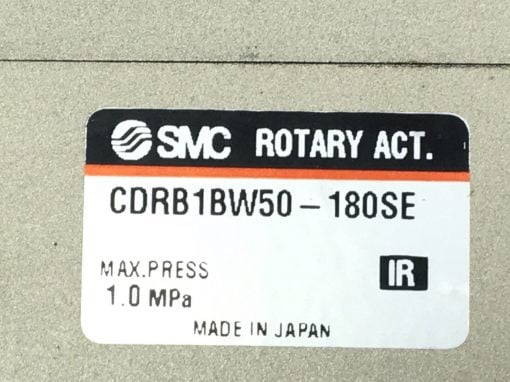 SMC ROTARY ACT.
CDRB1BW50-180SE
MAX.PRESS
1.0 MPa
IR
MADE IN JAPAN